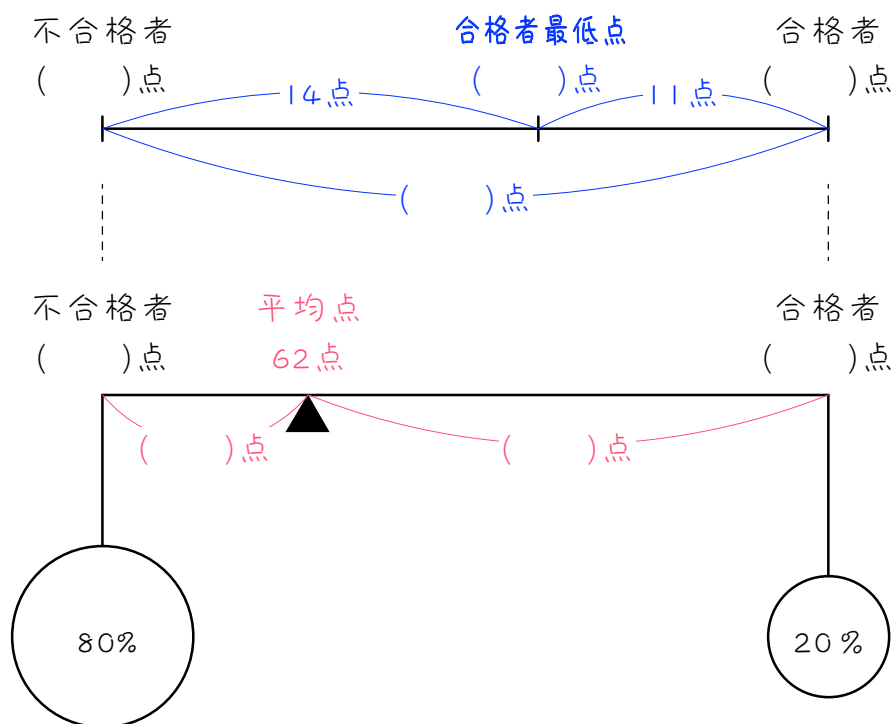 不合格者 合格者最低点 合格者
( )点 ( )点 ( )点
14点 11点
( )点
不合格者 平均点 合格者
( )点 62点 ( )点
( )点 ( )点
80% 20%